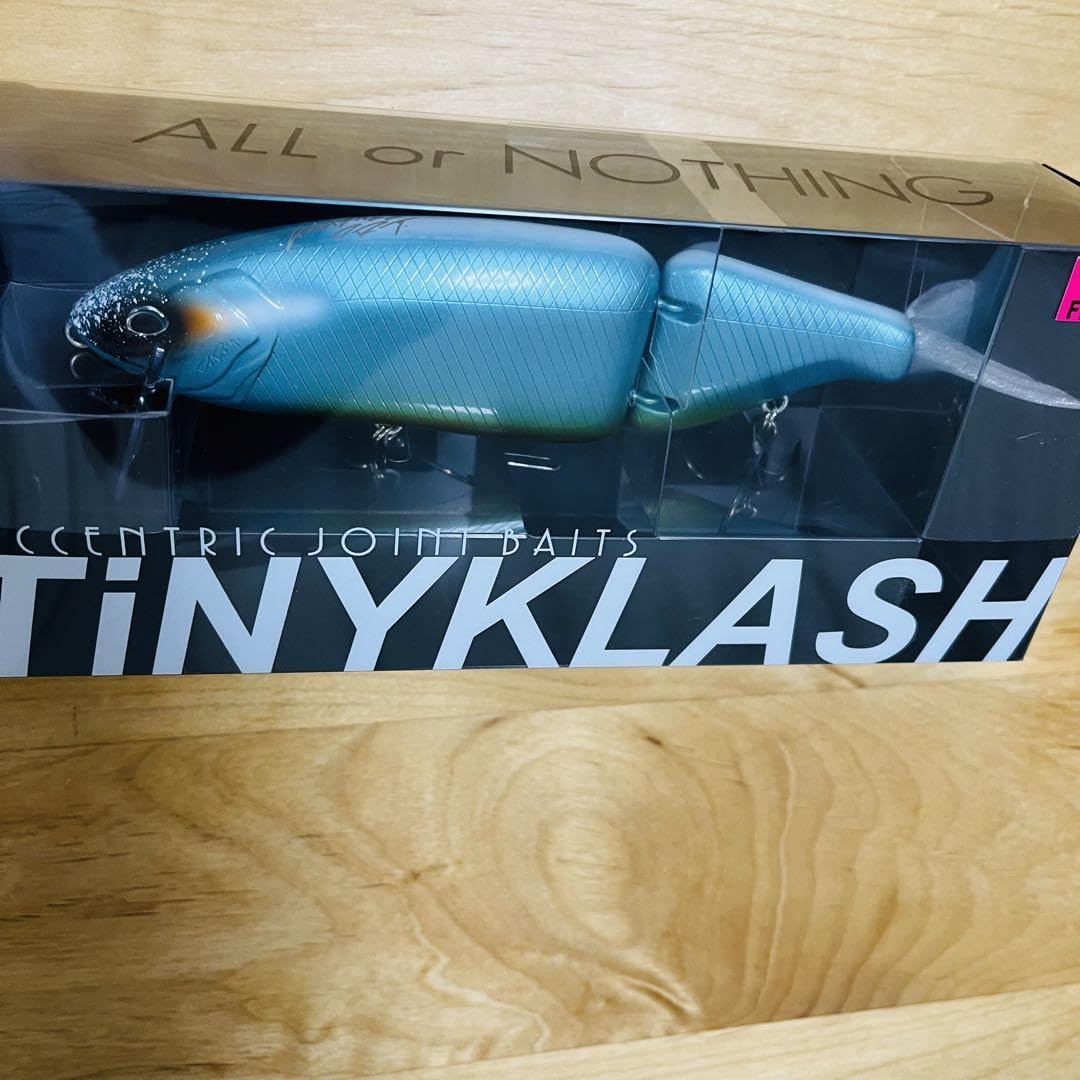 ALL or NOTHING
F
CCENTRIC JOINT BAITS
TiNYKLASH